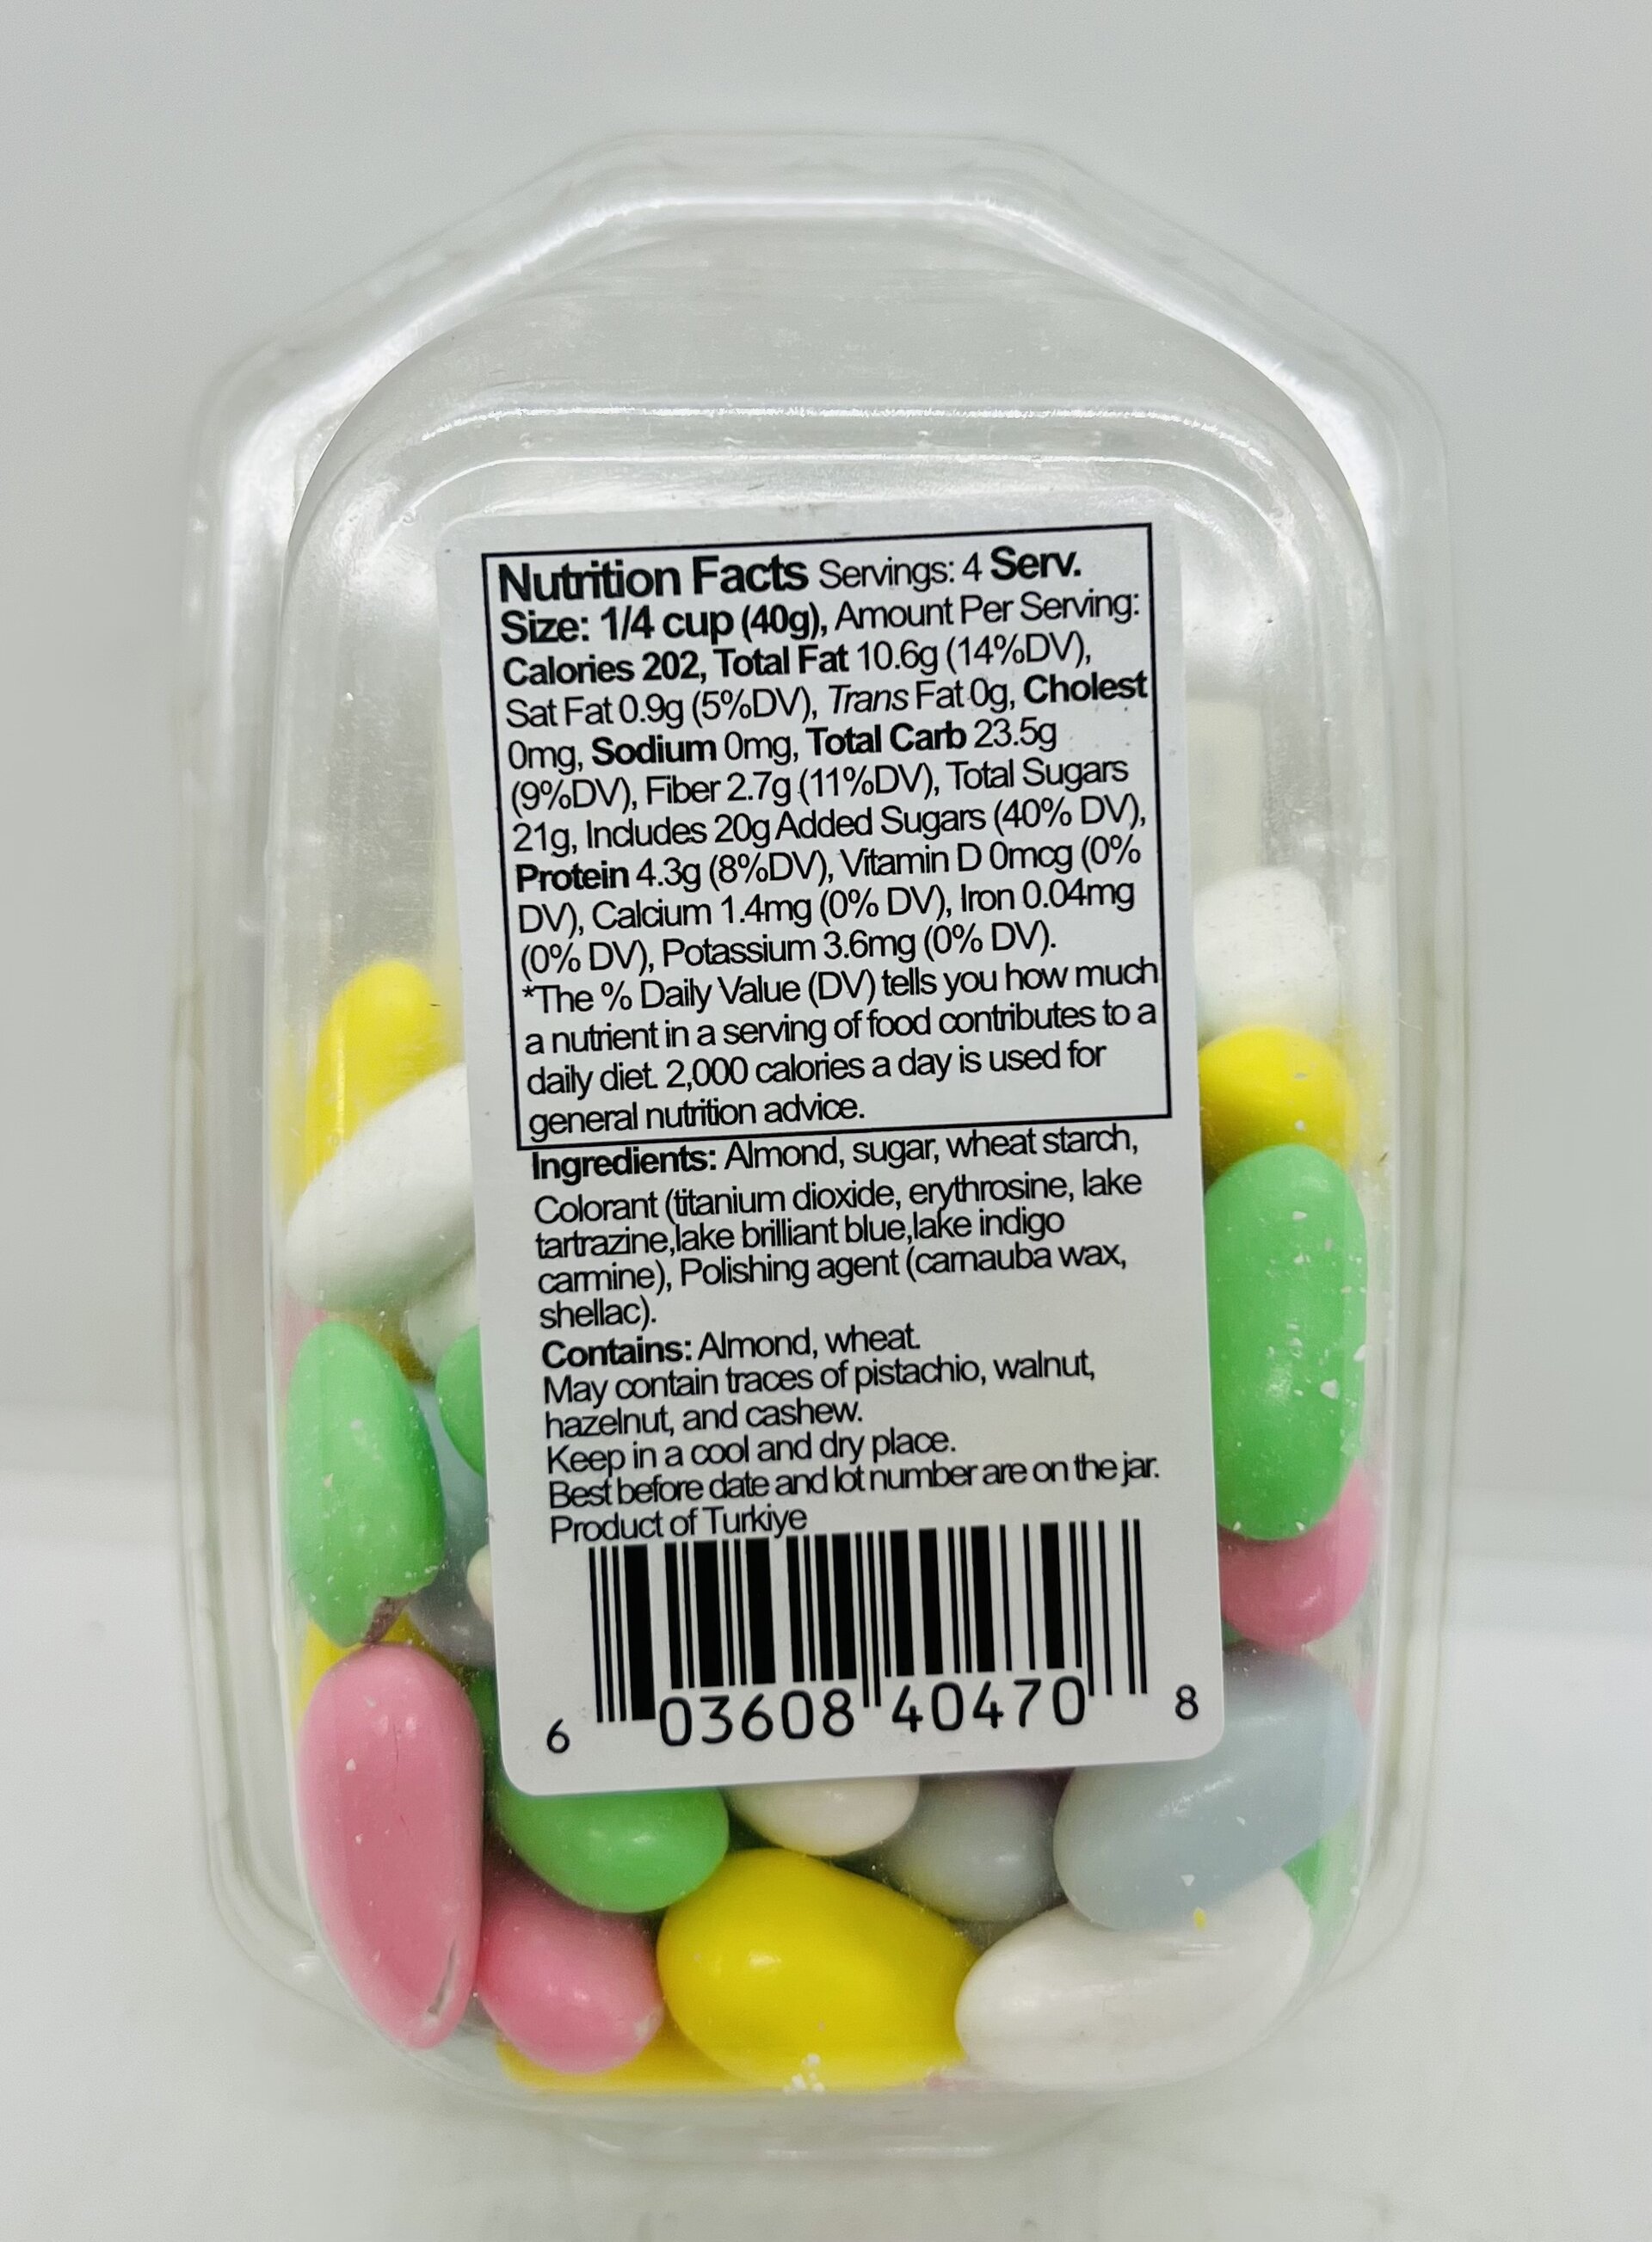 Nutrition Facts Servings: 4 Serv.
Size: 1/4 cup (40g), Amount Per Serving:
Calories 202, Total Fat 10.6g (14%DV),
Sat Fat 0.9g (5%DV), Trans Fat 0g, Cholest
0mg, Sodium 0mg, Total Carb 23.5g
(9%DV), Fiber 2.7g (11%DV), Total Sugars
21g, Includes 20g Added Sugars (40% DV),
Protein 4.3g (8%DV), Vitamin D 0mcg (0%
DV), Calcium 1.4mg (0% DV), Iron 0.04mg
(0% DV), Potassium 3.6mg (0% DV).
*The % Daily Value (DV) tells you how much
a nutrient in a serving of food contributes to a
daily diet. 2,000 calories a day is used for
general nutrition advice.
Ingredients: Almond, sugar, wheat starch,
Colorant (titanium dioxide, erythrosine, lake
tartrazine,lake brilliant blue,lake indigo
carmine), Polishing agent (carnauba wax,
shellac).
Contains: Almond, wheat.
May contain traces of pistachio, walnut,
hazelnut, and cashew.
Keep in a cool and dry place.
Best before date and lot number are on the jar.
Product of Turkiye
6 03608 40470 8